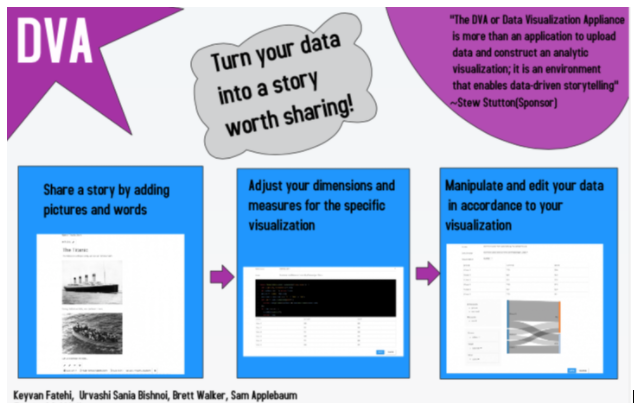 DVA
Turn your data
into a story
worth sharing!
"The DVA or Data Visualization Appliance
is more than an application to upload
data and construct an analytic
visualization; it is an environment
that enables data-driven storytelling"
~Stew Stutton(Sponsor)
Share a story by adding
pictures and words
The Titanic
Adjust your dimensions and
measures for the specific
visualization
Manipulate and edit your data
in accordance to your
visualization
Keyvan Fatehi, Urvashi Sania Bishnoi, Brett Walker, Sam Applebaum